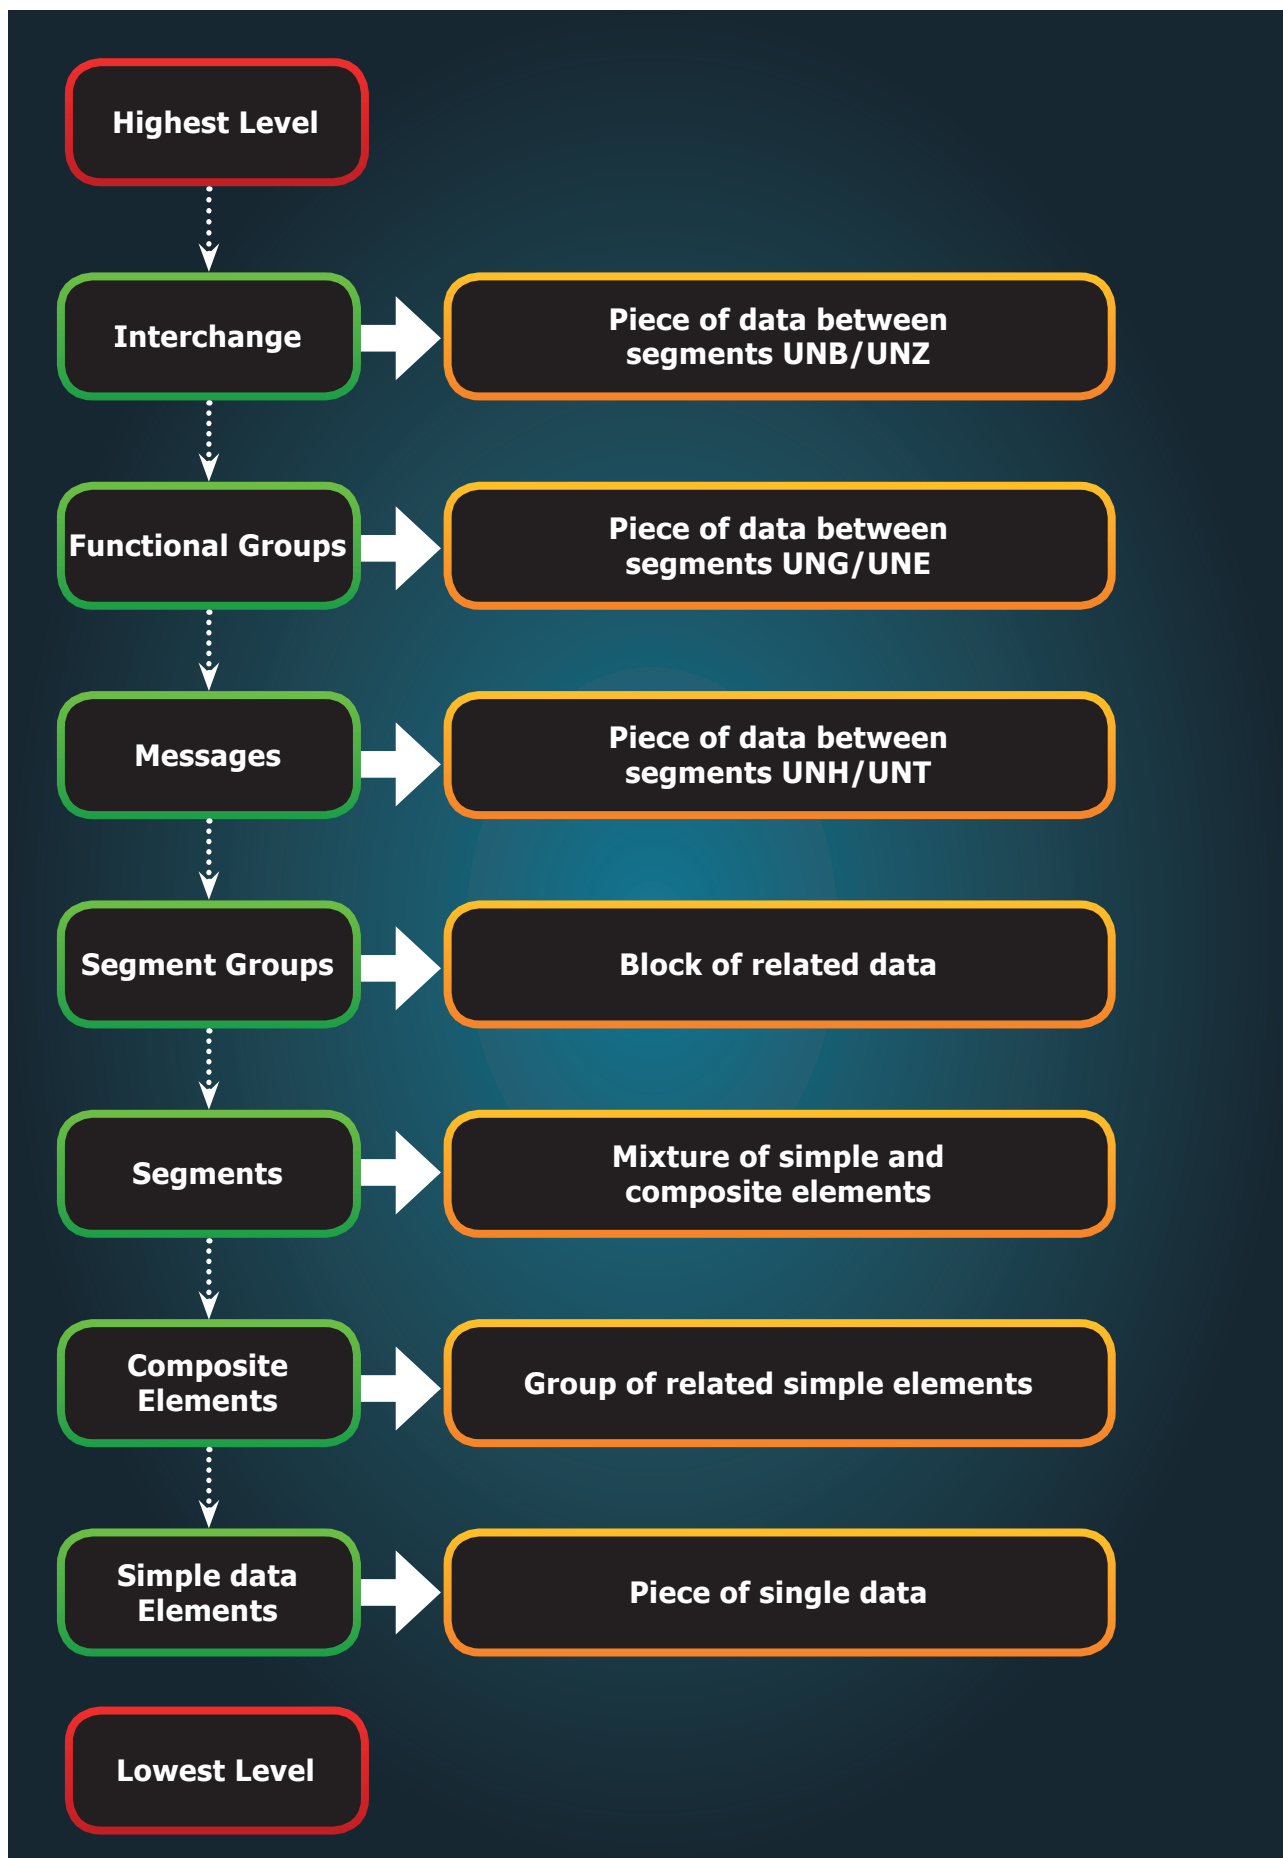 Highest Level
Interchange
Piece of data between
segments UNB/UNZ
Functional Groups
Piece of data between
segments UNG/UNE
Messages
Piece of data between
segments UNH/UNT
Segment Groups
Block of related data
Segments
Mixture of simple and
composite elements
Composite
Elements
Group of related simple elements
Simple data
Elements
Piece of single data
Lowest Level